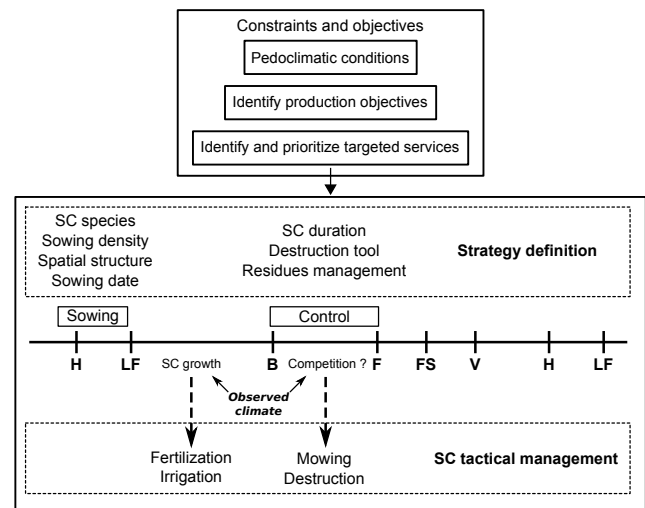 Constraints and objectives
Pedoclimatic conditions
Identify production objectives
Identify and prioritize targeted services
SC species
Sowing density
Spatial structure
Sowing date
SC duration
Destruction tool
Residues management
Strategy definition
Sowing
Control
H LF SC growth B Competition ? F FS V H LF
Observed
climate
Fertilization
Irrigation
Mowing
Destruction
SC tactical management